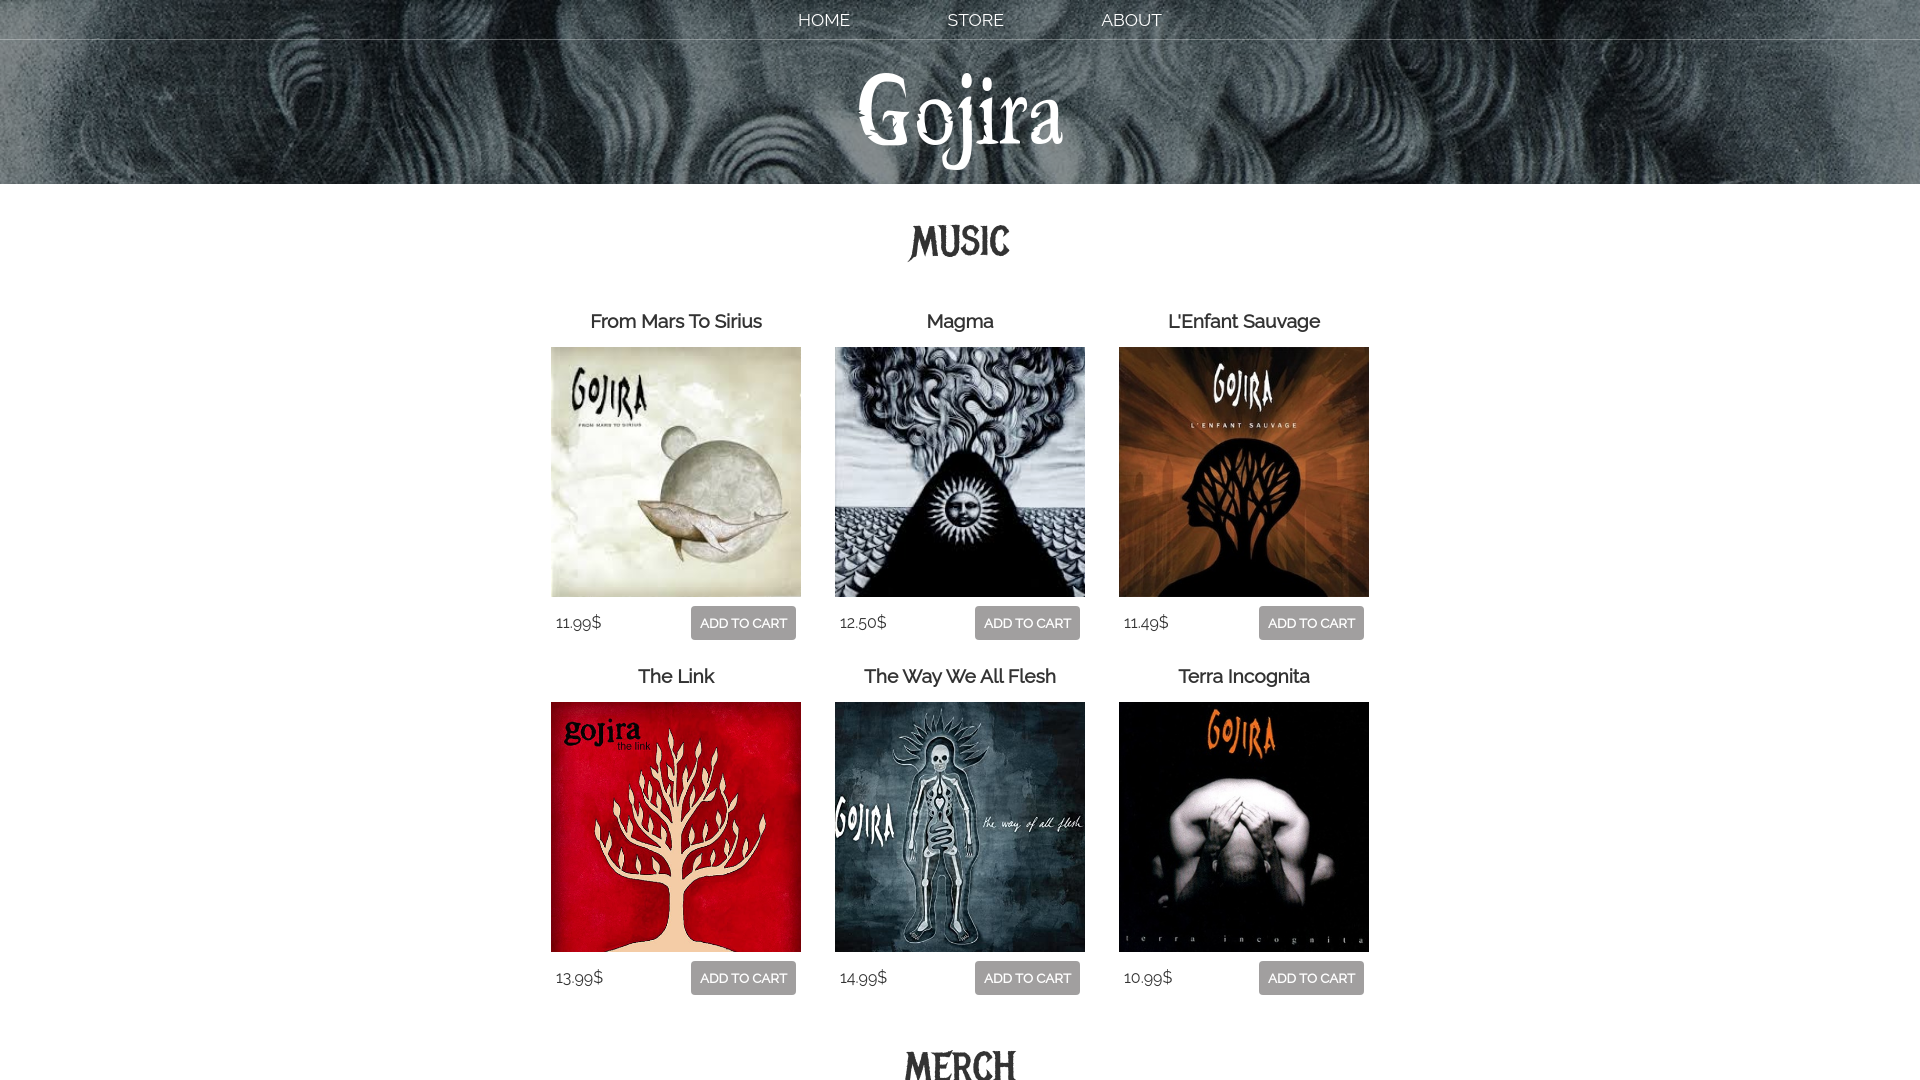 HOME STORE ABOUT
Gojira
MUSIC
From Mars To Sirius Magma L'Enfant Sauvage
GOJIRA
FROM MARS TO SIRIUS
GOJIRA
L'ENFANT SAUVAGE
11.99$ ADD TO CART 12.50$ ADD TO CART 11.49$ ADD TO CART
The Link The Way We All Flesh Terra Incognita
gojira
the link
GOJIRA
the way of all flesh
GOJIRA
terra incognita
13.99$ ADD TO CART 14.99$ ADD TO CART 10.99$ ADD TO CART
MERCH